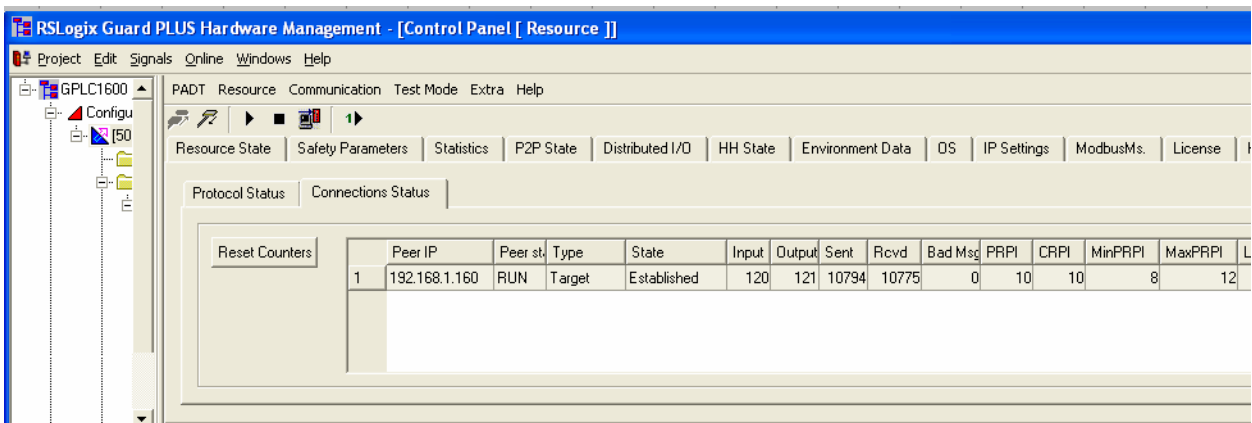 RSLogix Guard PLUS Hardware Management - [Control Panel [ Resource ]]
Project Edit Signals Online Windows Help
GPLC1600
Configu
[50
PADT Resource Communication Test Mode Extra Help
Resource State Safety Parameters Statistics P2P State Distributed I/O HH State Environment Data OS IP Settings ModbusMs. License
Protocol Status Connections Status
Reset Counters
Peer IP Peer st. Type State Input Output Sent Rcvd Bad Msg PRPI CRPI MinPRPI MaxPRPI L
1 192.168.1.160 RUN Target Established 120 121 10794 10775 0 10 10 8 12